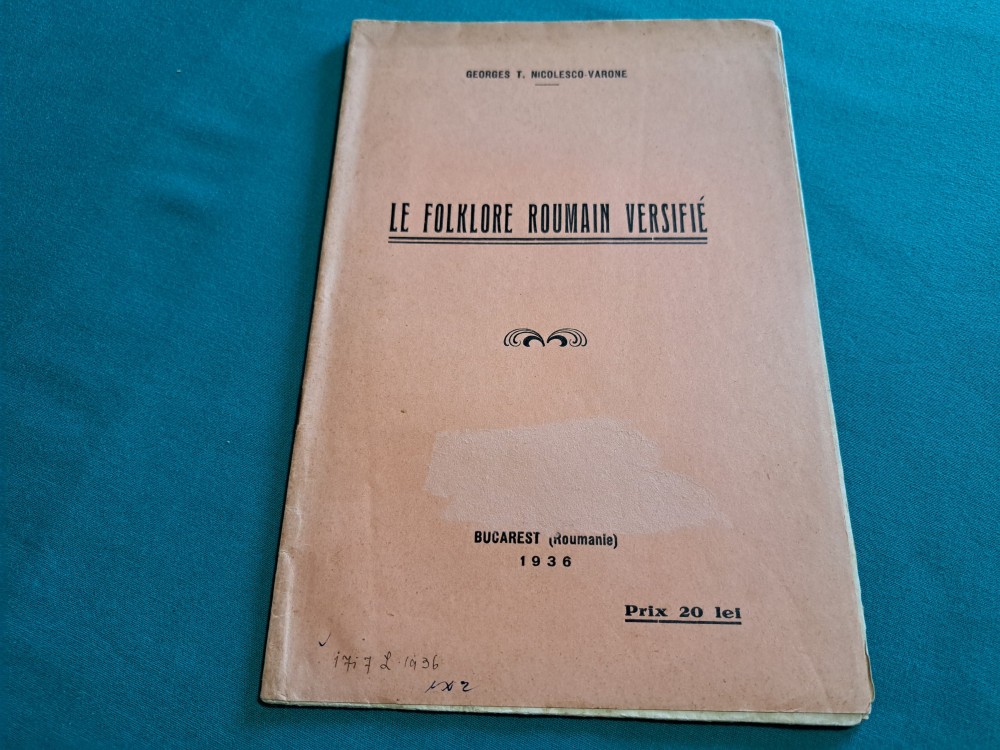 GEORGES T. NICOLESCO-VARONE
LE FOLKLORE ROUMAIN VERSIFIÉ
BUCAREST (Roumanie)
1936
Prix 20 lei